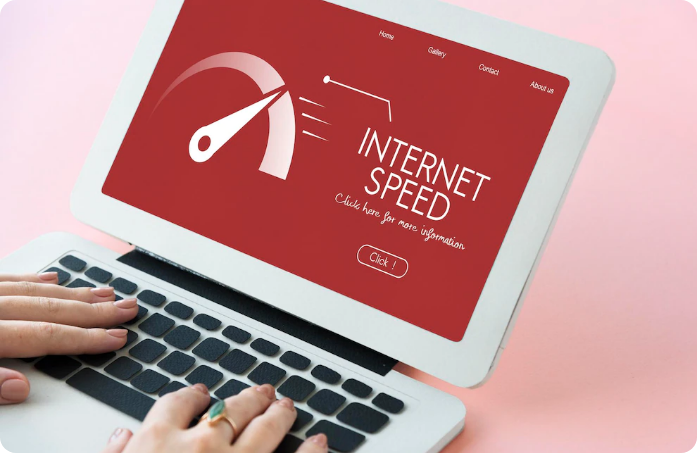 Home
Gallery
Contact
About us
INTERNET
SPEED
Click here for more information
Click !